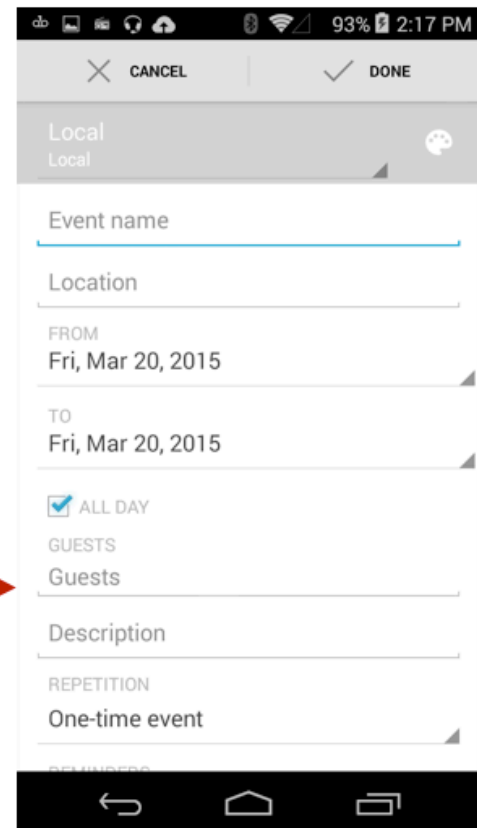 93% 2:17 PM
CANCEL DONE
Local
Local
Event name
Location
FROM
Fri, Mar 20, 2015
TO
Fri, Mar 20, 2015
ALL DAY
GUESTS
Guests
Description
REPETITION
One-time event
REMINDERS